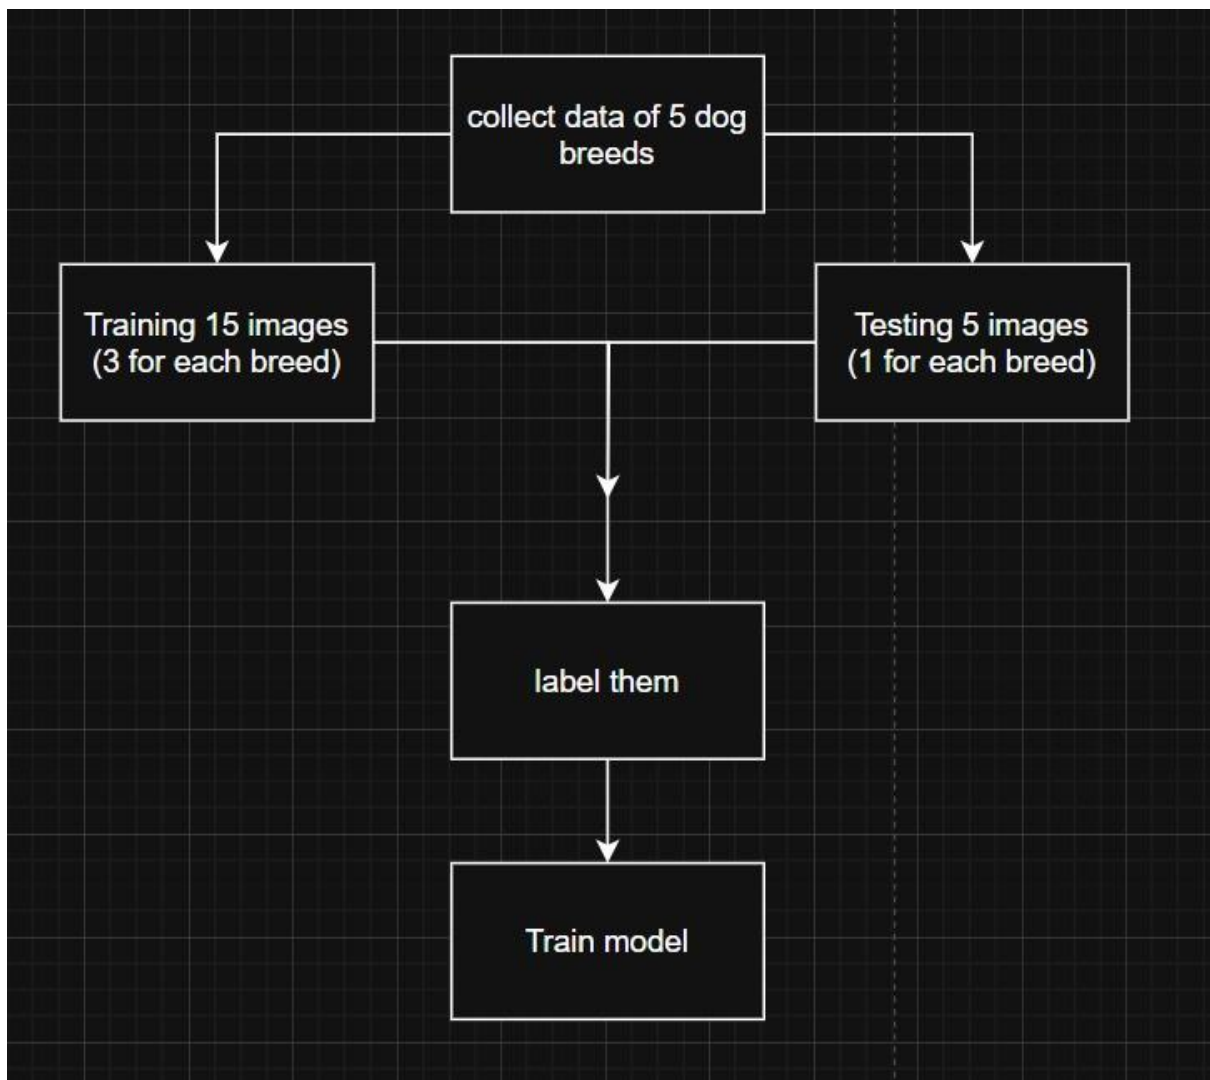 collect data of 5 dog
breeds
Training 15 images
(3 for each breed)
Testing 5 images
(1 for each breed)
label them
Train model